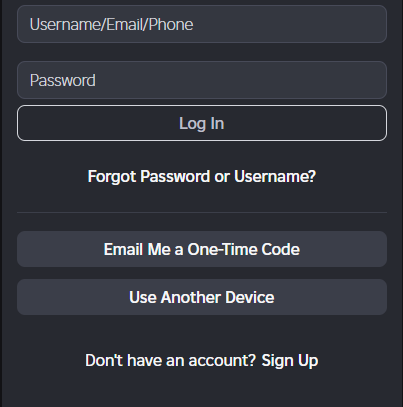 Username/Email/Phone
Password
Log In
Forgot Password or Username?
Email Me a One-Time Code
Use Another Device
Don't have an account? Sign Up